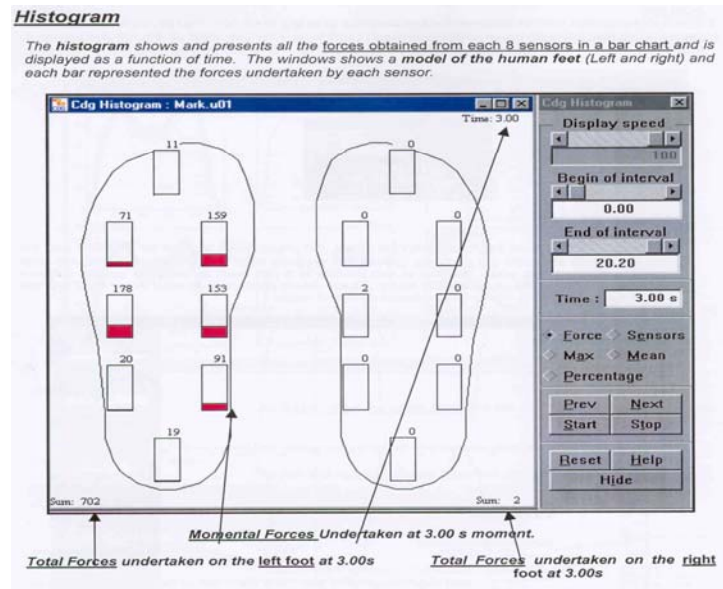 Histogram
The histogram shows and presents all the forces obtained from each 8 sensors in a bar chart and is
displayed as a function of time. The windows shows a model of the human feet (Left and right) and
each bar represented the forces undertaken by each sensor.
Cdg Histogram : Mark.u01
Time: 3.00
11
0
71
159
0
0
178
153
2
0
20
91
0
0
19
0
Sum: 702
Sum: 2
Cdg Histogram
Display speed
100
Begin of interval
0.00
End of interval
20.20
Time : 3.00 s
Force Sensors
Max Mean
Percentage
Prev Next
Start Stop
Reset Help
Hide
Momental Forces Undertaken at 3.00 s moment.
Total Forces undertaken on the left foot at 3.00s
Total Forces undertaken on the right
foot at 3.00s